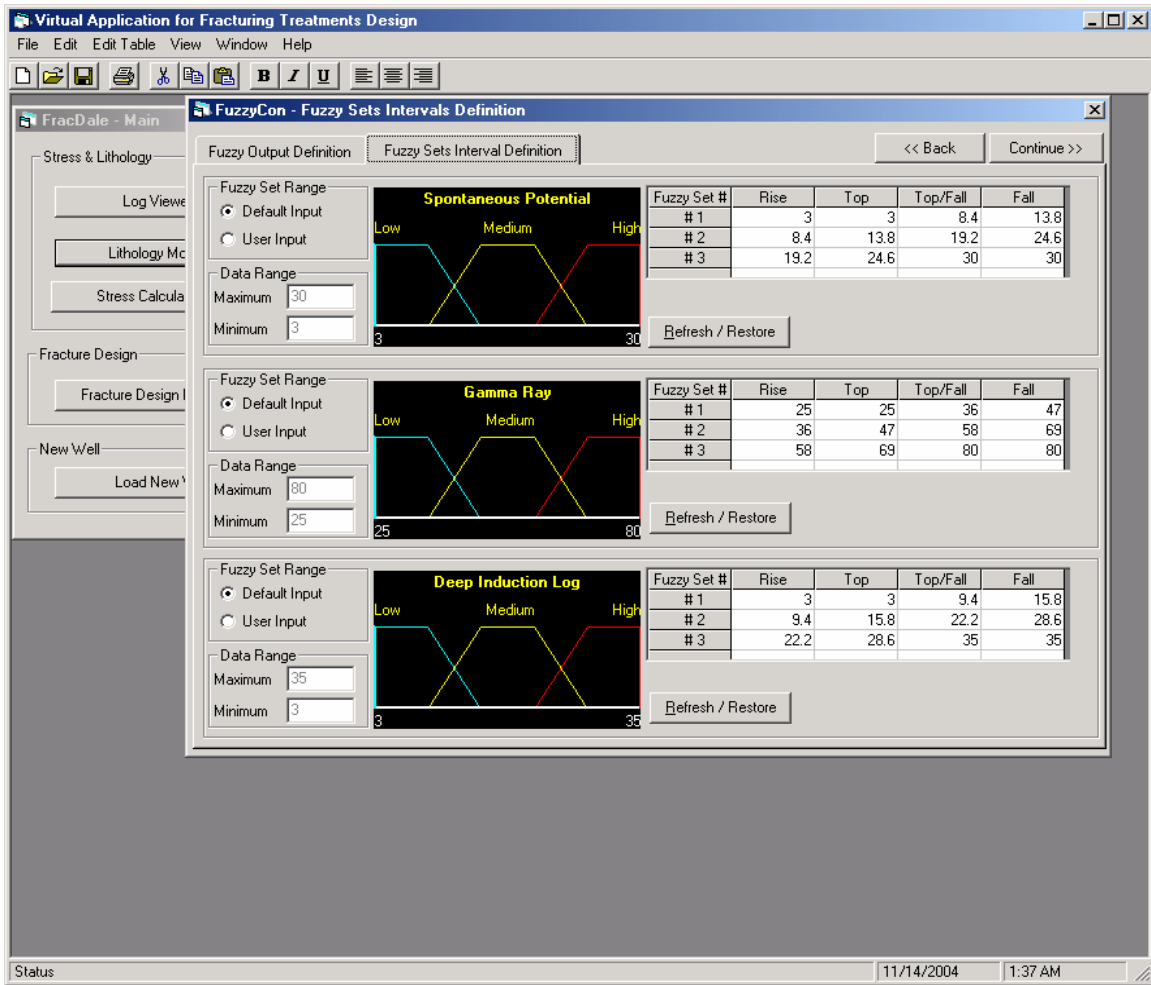 Virtual Application for Fracturing Treatments Design
File Edit Edit Table View Window Help
B I U
FracDale - Main
Stress & Lithology
Log Viewe
Lithology Mo
Stress Calcula
Fracture Design
Fracture Design
New Well
Load New
FuzzyCon - Fuzzy Sets Intervals Definition
Fuzzy Output Definition Fuzzy Sets Interval Definition << Back Continue >>
Fuzzy Set Range
Default Input
User Input
Data Range
Maximum 30
Minimum 3
Spontaneous Potential
Low Medium High
3 30
Fuzzy Set # Rise Top Top/Fall Fall
# 1 3 3 8.4 13.8
# 2 8.4 13.8 19.2 24.6
# 3 19.2 24.6 30 30
Refresh / Restore
Fuzzy Set Range
Default Input
User Input
Data Range
Maximum 80
Minimum 25
Gamma Ray
Low Medium High
25 80
Fuzzy Set # Rise Top Top/Fall Fall
# 1 25 25 36 47
# 2 36 47 58 69
# 3 58 69 80 80
Refresh / Restore
Fuzzy Set Range
Default Input
User Input
Data Range
Maximum 35
Minimum 3
Deep Induction Log
Low Medium High
3 35
Fuzzy Set # Rise Top Top/Fall Fall
# 1 3 3 9.4 15.8
# 2 9.4 15.8 22.2 28.6
# 3 22.2 28.6 35 35
Refresh / Restore
Status 11/14/2004 1:37 AM